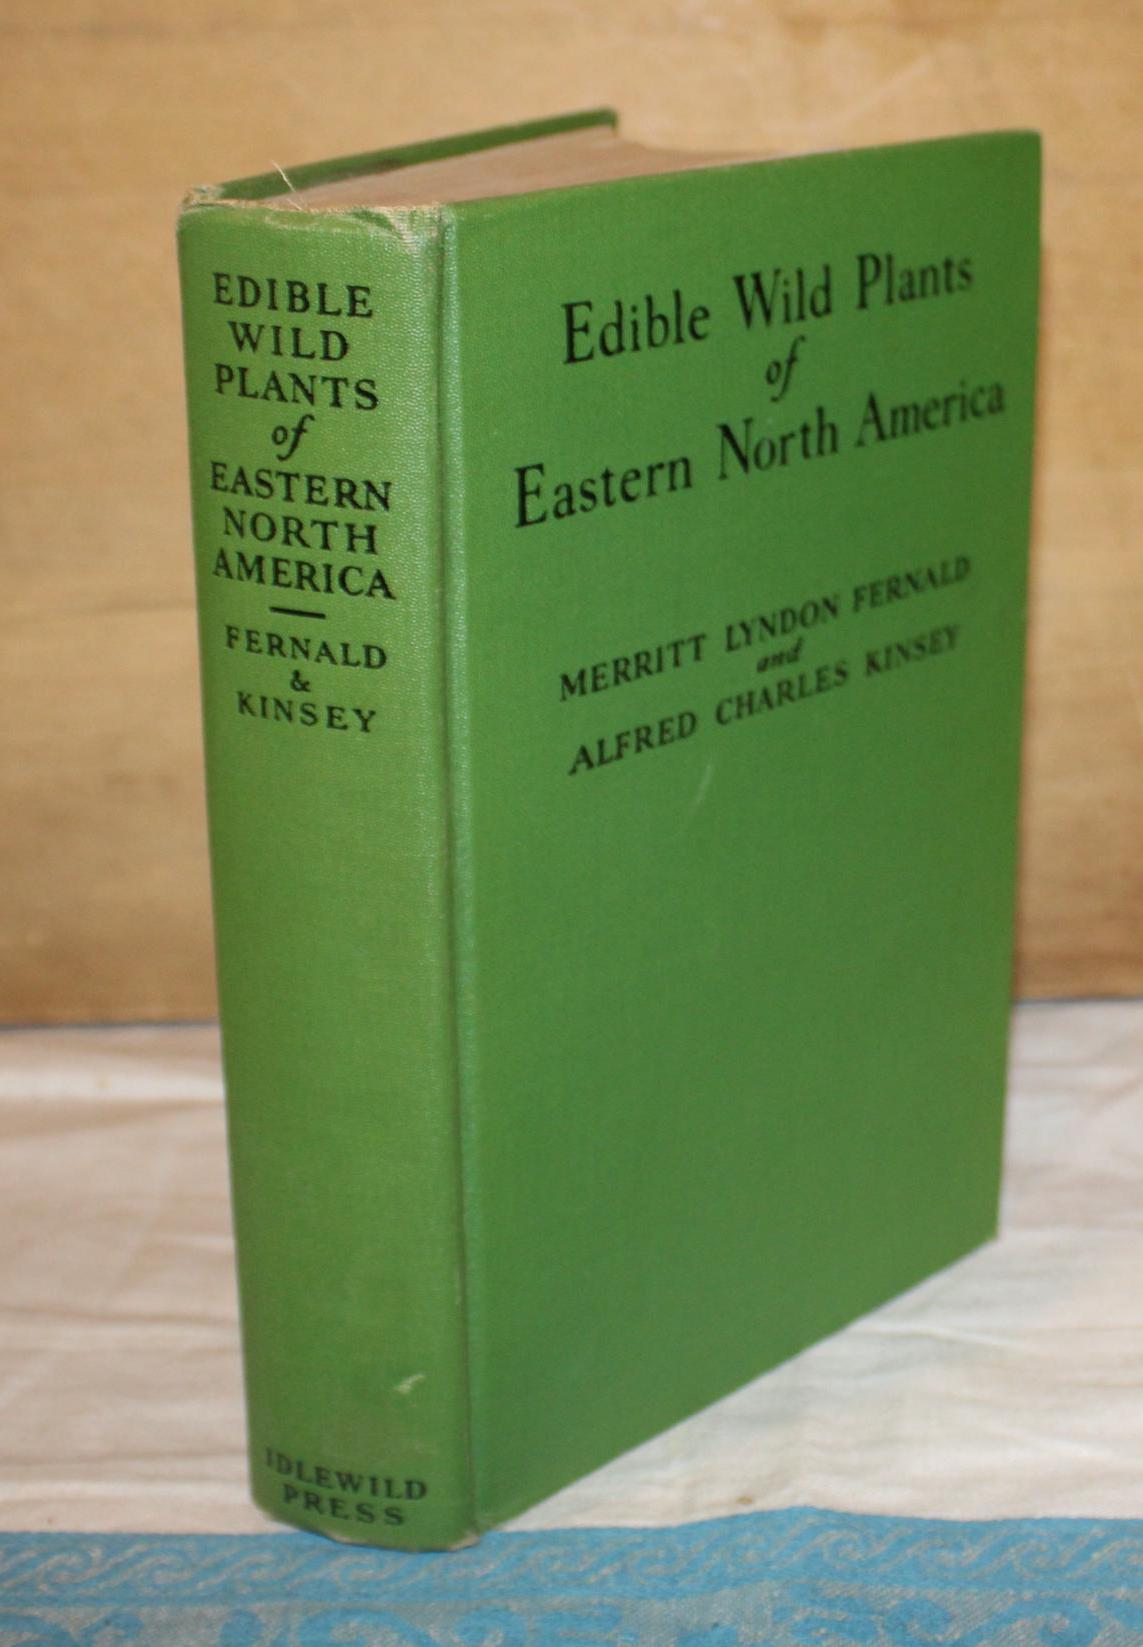 EDIBLE
WILD
PLANTS
of
EASTERN
NORTH
AMERICA
FERNALD
&
KINSEY
IDLEWILD
PRESS
Edible Wild Plants
of
Eastern North America
MERRITT LYNDON FERNALD
and
ALFRED CHARLES KINSEY